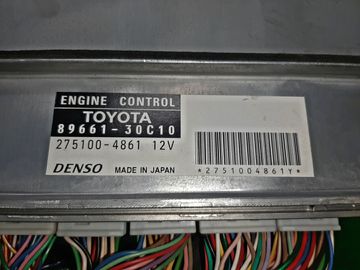 ENGINE CONTROL
TOYOTA
89661-30C10
275100-4861 12V
DENSO MADE IN JAPAN
*2751004861Y*